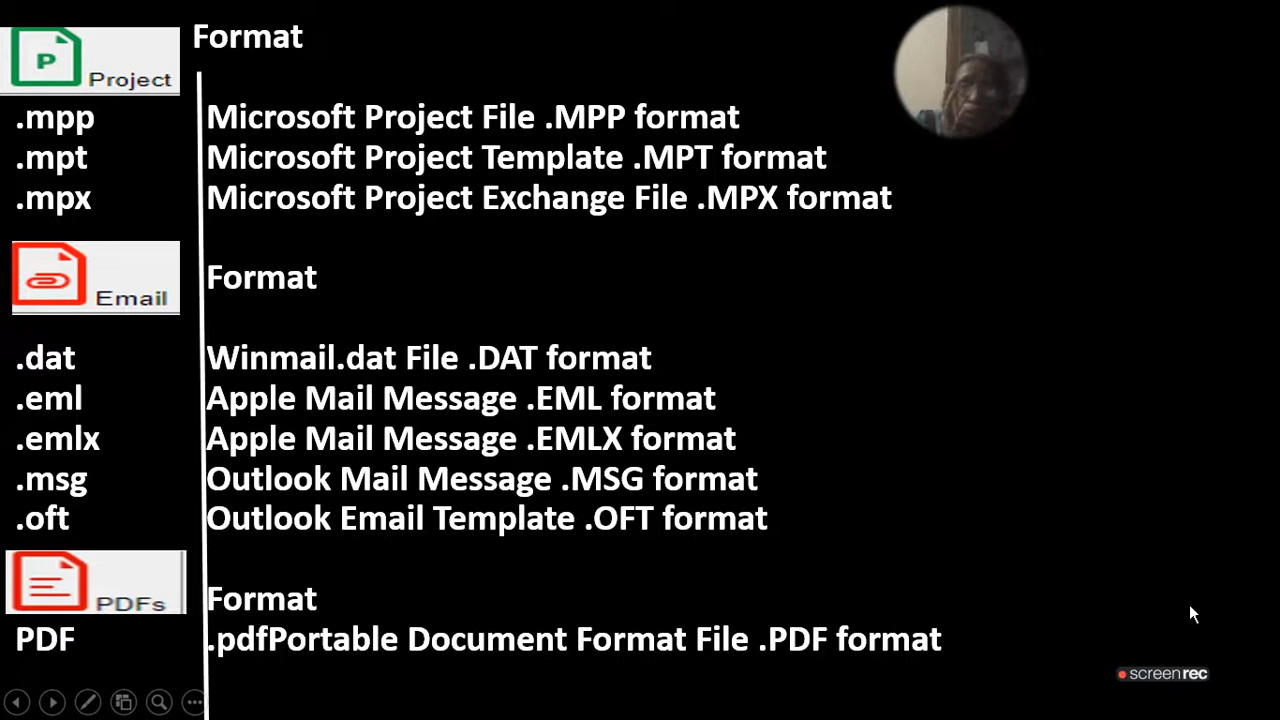 Format
P
Project
.mpp Microsoft Project File .MPP format
.mpt Microsoft Project Template .MPT format
.mpx Microsoft Project Exchange File .MPX format
Email Format
.dat Winmail.dat File .DAT format
.eml Apple Mail Message .EML format
.emlx Apple Mail Message .EMLX format
.msg Outlook Mail Message .MSG format
.oft Outlook Email Template .OFT format
PDFs Format
PDF .pdfPortable Document Format File .PDF format
screenrec